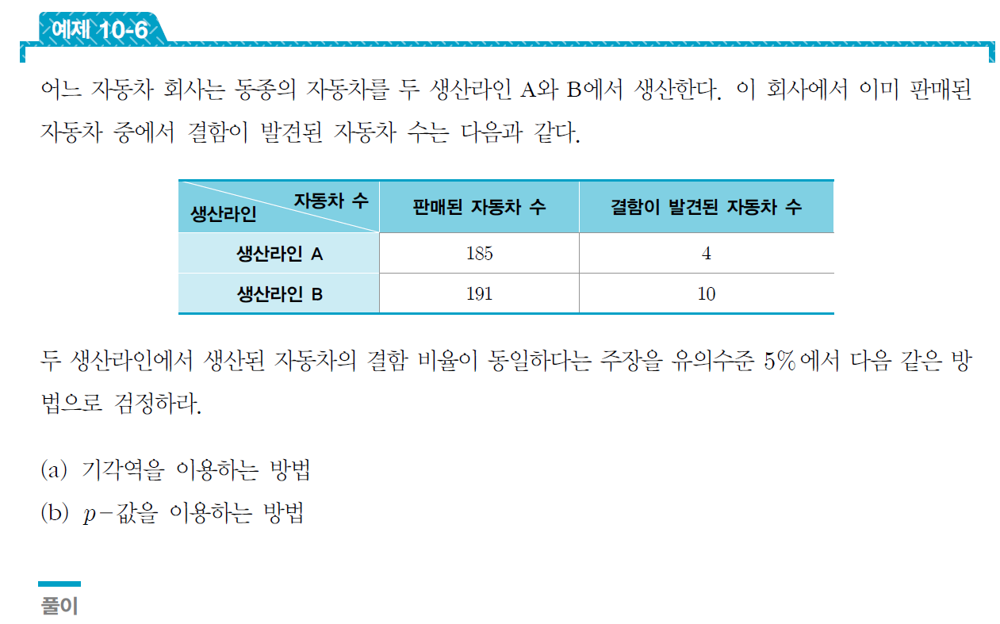 예제 10-6
어느 자동차 회사는 동종의 자동차를 두 생산라인 A와 B에서 생산한다. 이 회사에서 이미 판매된
자동차 중에서 결함이 발견된 자동차 수는 다음과 같다.
자동차 수
생산라인
판매된 자동차 수
결함이 발견된 자동차 수
생산라인 A 185 4
생산라인 B 191 10
두 생산라인에서 생산된 자동차의 결함 비율이 동일하다는 주장을 유의수준 5%에서 다음 같은 방
법으로 검정하라.
(a) 기각역을 이용하는 방법
(b) p-값을 이용하는 방법
풀이